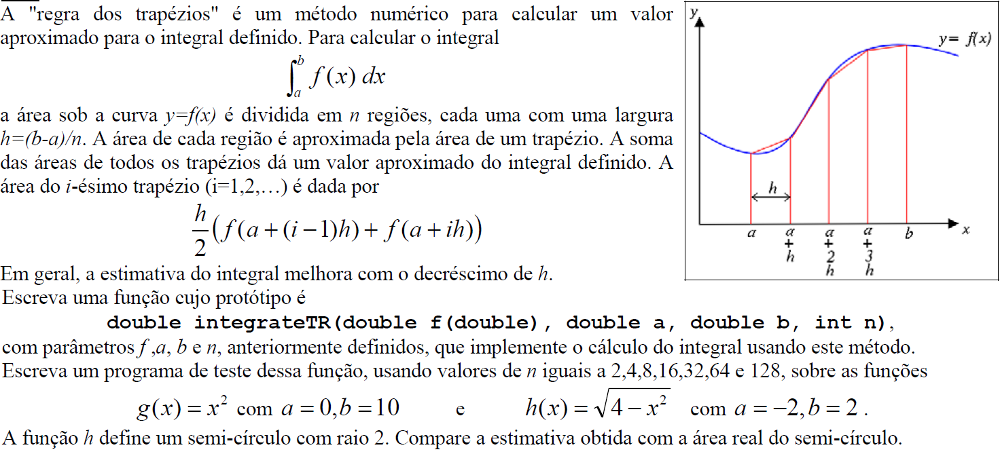 A "regra dos trapézios" é um método numérico para calcular um valor
aproximado para o integral definido. Para calcular o integral
∫_a^b f(x) dx
a área sob a curva y=f(x) é dividida em n regiões, cada uma com uma largura
h=(b-a)/n. A área de cada região é aproximada pela área de um trapézio. A soma
das áreas de todos os trapézios dá um valor aproximado do integral definido. A
área do i-ésimo trapézio (i=1,2,…) é dada por
h/2 (f(a+(i−1)h)+f(a+ih))
Em geral, a estimativa do integral melhora com o decréscimo de h.
Escreva uma função cujo protótipo é
double integrateTR(double f(double), double a, double b, int n),
com parâmetros f ,a, b e n, anteriormente definidos, que implemente o cálculo do integral usando este método.
Escreva um programa de teste dessa função, usando valores de n iguais a 2,4,8,16,32,64 e 128, sobre as funções
g(x) = x² com a = 0,b = 10 e h(x) = √(4 − x²) com a = −2,b = 2 .
A função h define um semi-círculo com raio 2. Compare a estimativa obtida com a área real do semi-círculo.
y
y= f(x)
h
x
a
a + h
a + 2 h
a + 3 h
b